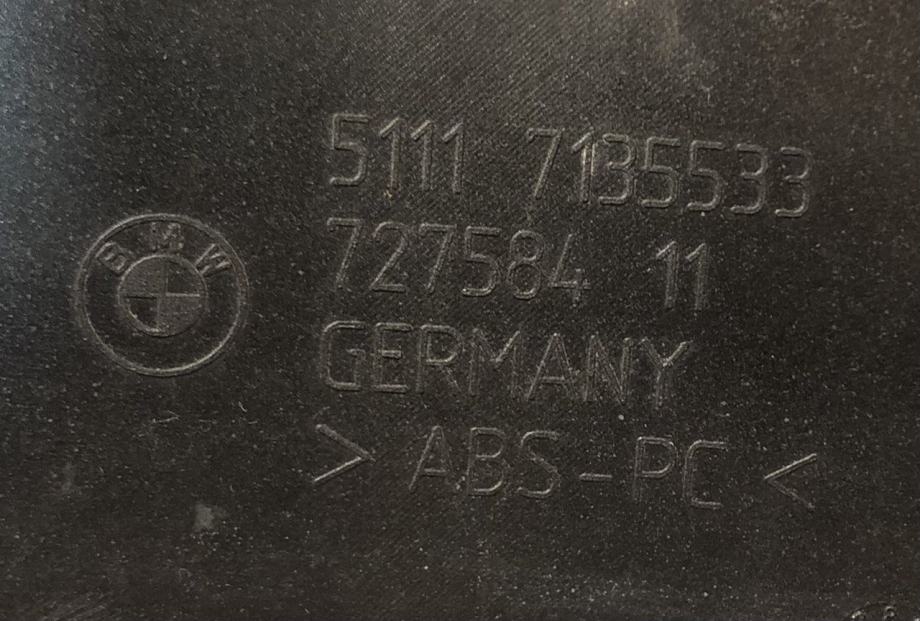 BMW
5111 7135533
727584 11
GERMANY
> ABS-PC <